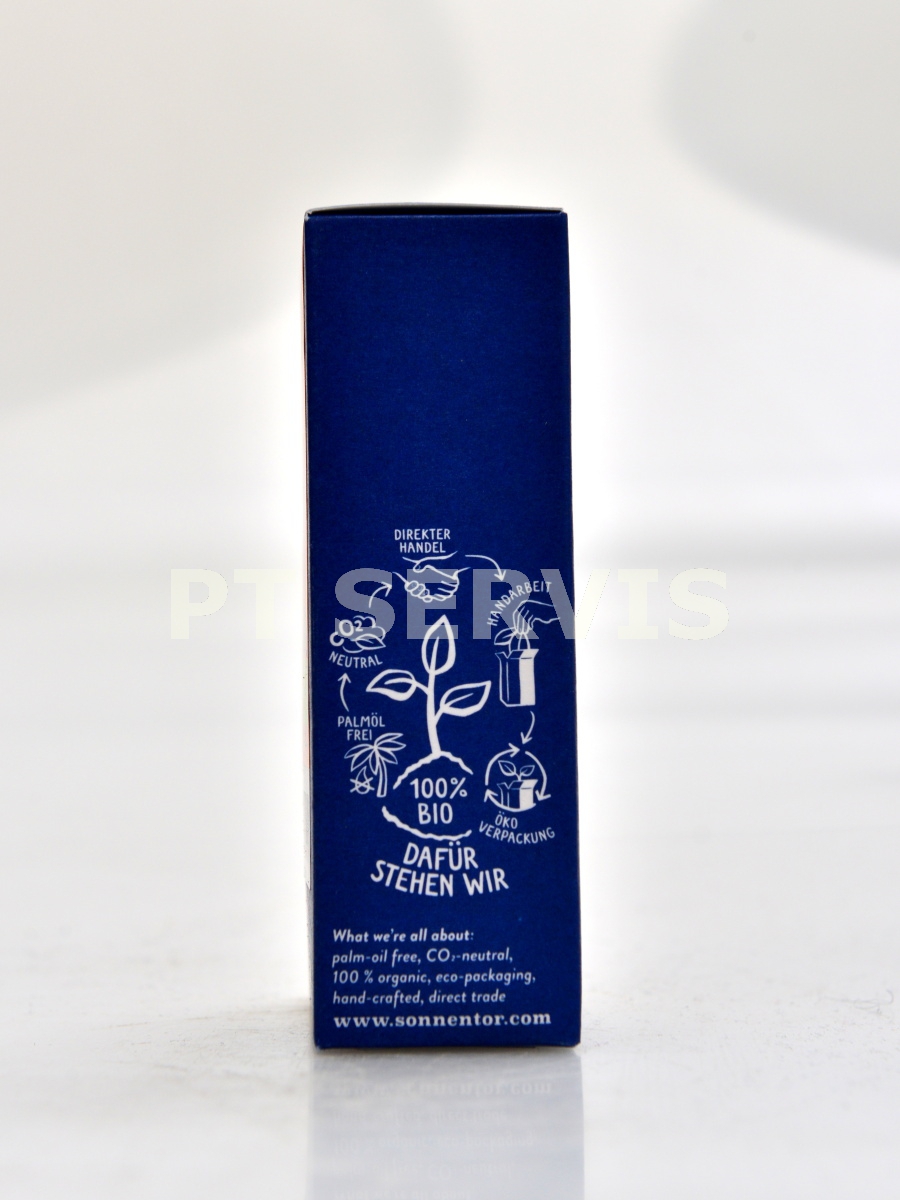 DIREKTER
HANDEL
HANDARBEIT
CO2
NEUTRAL
PALMÖL
FREI
100%
BIO
ÖKO
VERPACKUNG
DAFÜR
STEHEN WIR
PT SERVIS
What we're all about:
palm-oil free, CO₂-neutral,
100 % organic, eco-packaging,
hand-crafted, direct trade
www.sonnentor.com